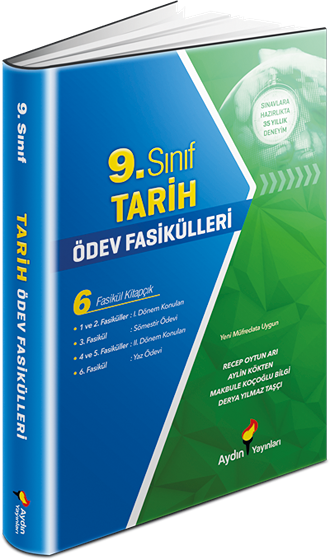 9. Sınıf
TARİH
ÖDEV FASİKÜLLERİ
SINAVLARA
HAZIRLIKTA
35 YILLIK
DENEYİM
6 Fasikül Kitapçık
• 1 ve 2. Fasiküller : I. Dönem Konuları
• 3. Fasikül : Sömestir Ödevi
• 4 ve 5. Fasiküller : II. Dönem Konuları
• 6. Fasikül : Yaz Ödevi
Yeni Müfredata Uygun
RECEP OYTUN ARI
AYLİN KÖKTEN
MAKBULE KOÇOĞLU BİLGİ
DERYA YILMAZ TAŞÇI
Aydın Yayınları
9. Sınıf TARİH ÖDEV FASİKÜLLERİ
Aydın Yayınları